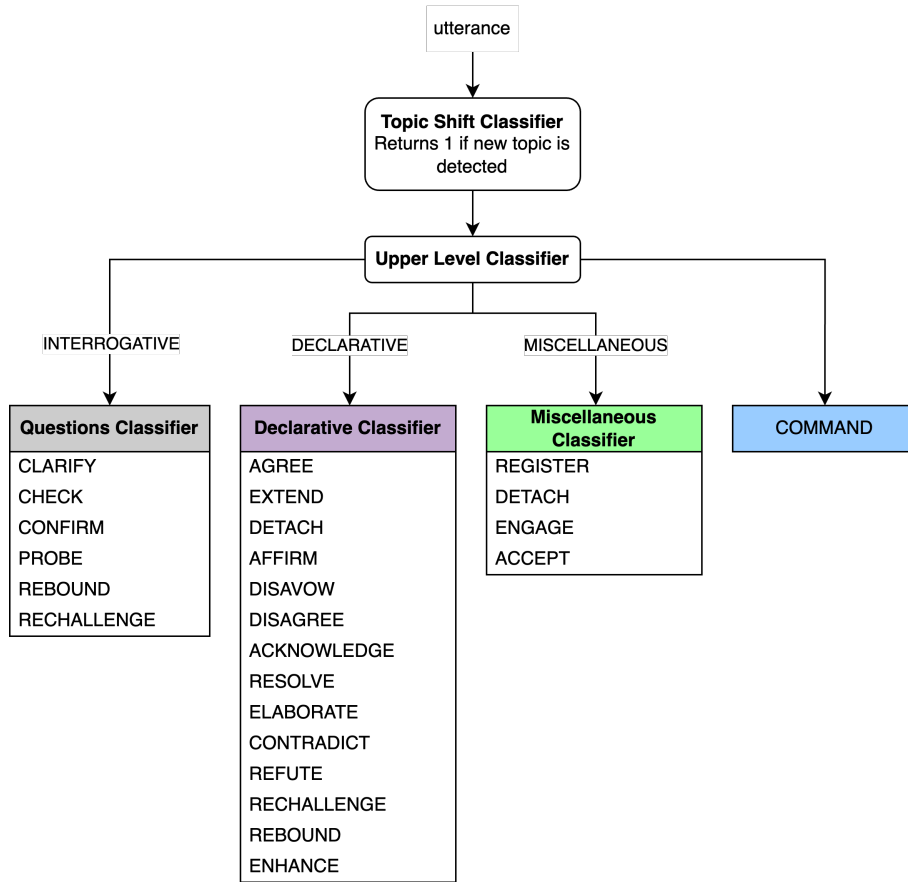 utterance
Topic Shift Classifier
Returns 1 if new topic is
detected
Upper Level Classifier
INTERROGATIVE
DECLARATIVE
MISCELLANEOUS
Questions Classifier
CLARIFY
CHECK
CONFIRM
PROBE
REBOUND
RECHALLENGE
Declarative Classifier
AGREE
EXTEND
DETACH
AFFIRM
DISAVOW
DISAGREE
ACKNOWLEDGE
RESOLVE
ELABORATE
CONTRADICT
REFUTE
RECHALLENGE
REBOUND
ENHANCE
Miscellaneous
Classifier
REGISTER
DETACH
ENGAGE
ACCEPT
COMMAND